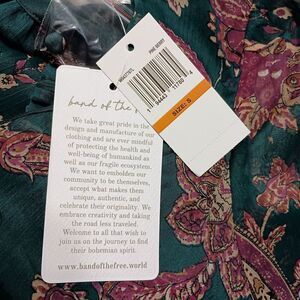 band of the
We take great pride in the
design and manufacture of our
clothing and are ever mindful
of protecting the health and
well-being of humankind as
well as our fragile ecosystem.
We want to embolden our
community to be themselves,
accept what makes them
unique, authentic, and
celebrate their originality. We
embrace creativity and taking
the road less traveled.
Welcome to all that wish to
join us on the journey to find
their bohemian spirit.
www.bandofthefree.world
SIZE: S